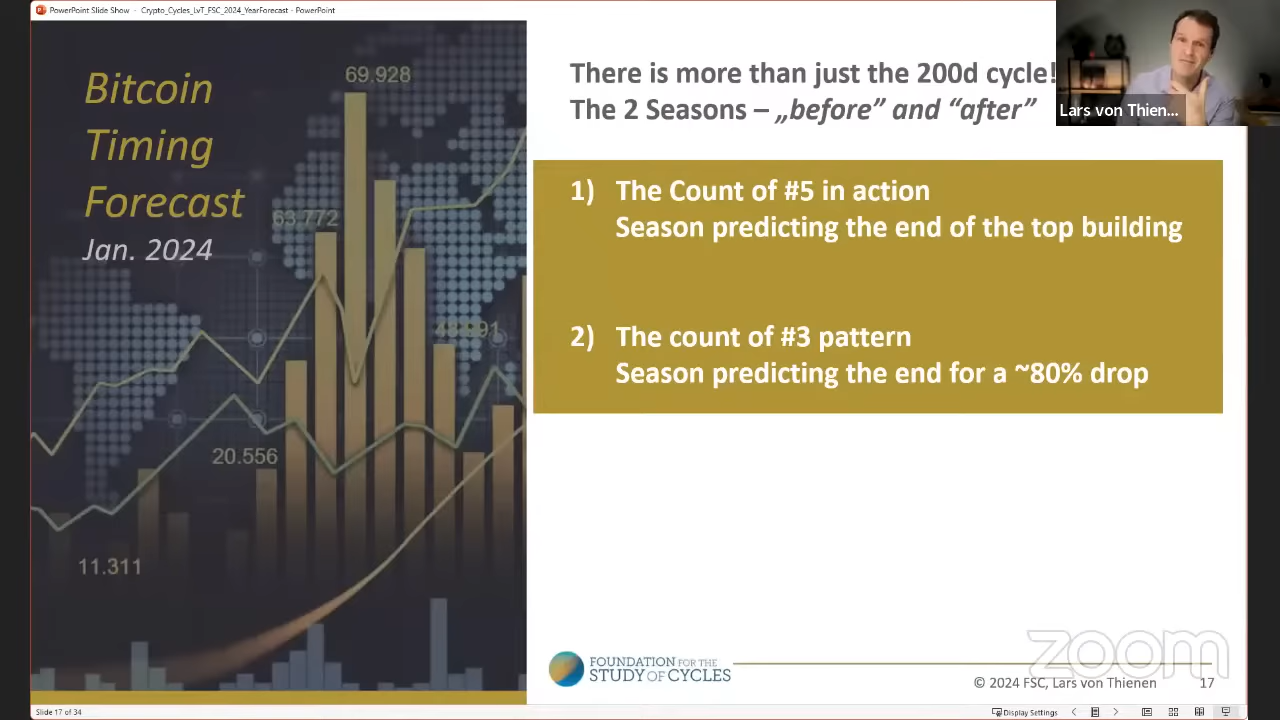 PowerPoint Slide Show - Crypto_Cycles_LvT_FSC_2024_YearForecast - PowerPoint
Bitcoin
Timing
Forecast
Jan. 2024
69.928
63.772
48.991
20.556
11.311
There is more than just the 200d cycle!
The 2 Seasons – „before” and “after”
Lars von Thien...
1) The Count of #5 in action
Season predicting the end of the top building
2) The count of #3 pattern
Season predicting the end for a ~80% drop
FOUNDATION FOR THE
STUDY OF CYCLES
zoom
© 2024 FSC, Lars von Thienen 17
Slide 17 of 34
Display Settings